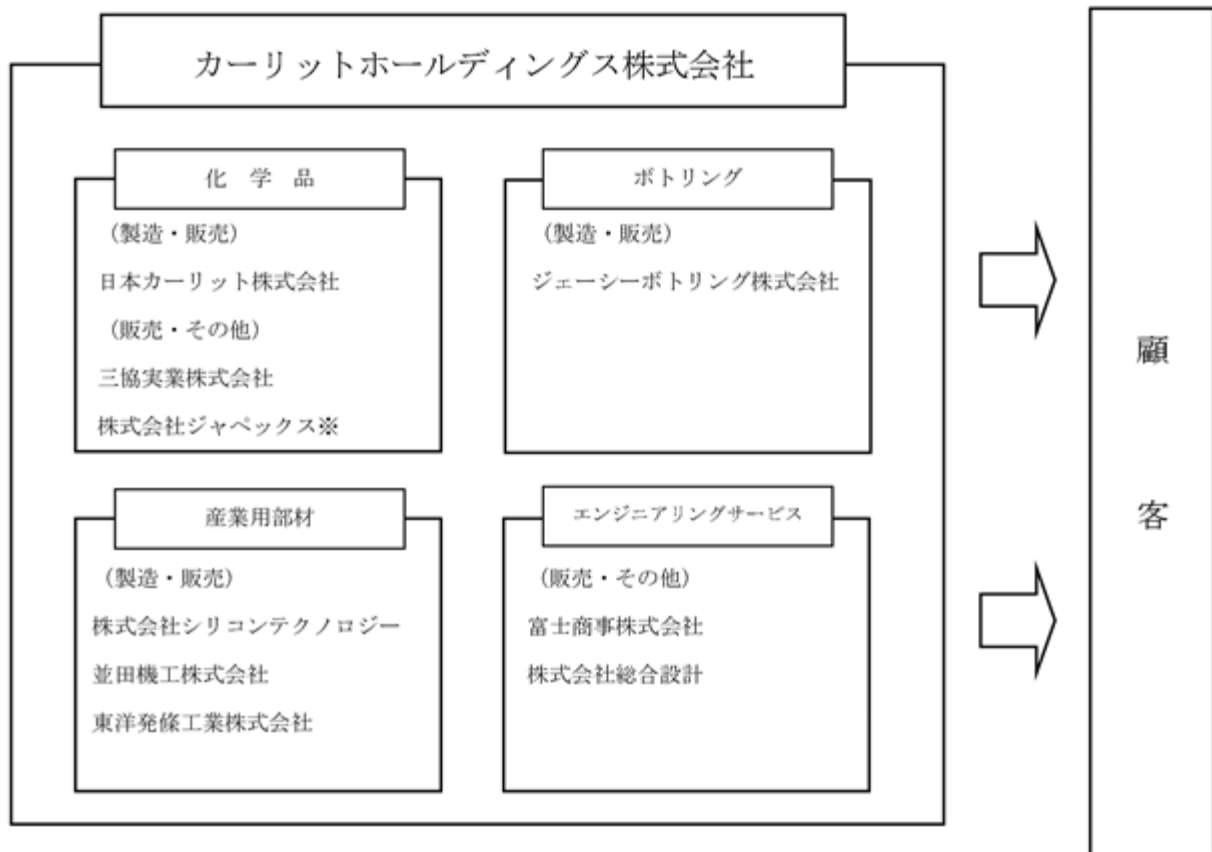 カーリットホールディングス株式会社
化 学 品
（製造・販売）
日本カーリット株式会社
（販売・その他）
三協実業株式会社
株式会社ジャペックス※
ボトリング
（製造・販売）
ジェーシーボトリング株式会社
産業用部材
（製造・販売）
株式会社シリコンテクノロジー
並田機工株式会社
東洋発條工業株式会社
エンジニアリングサービス
（販売・その他）
富士商事株式会社
株式会社総合設計
顧
客